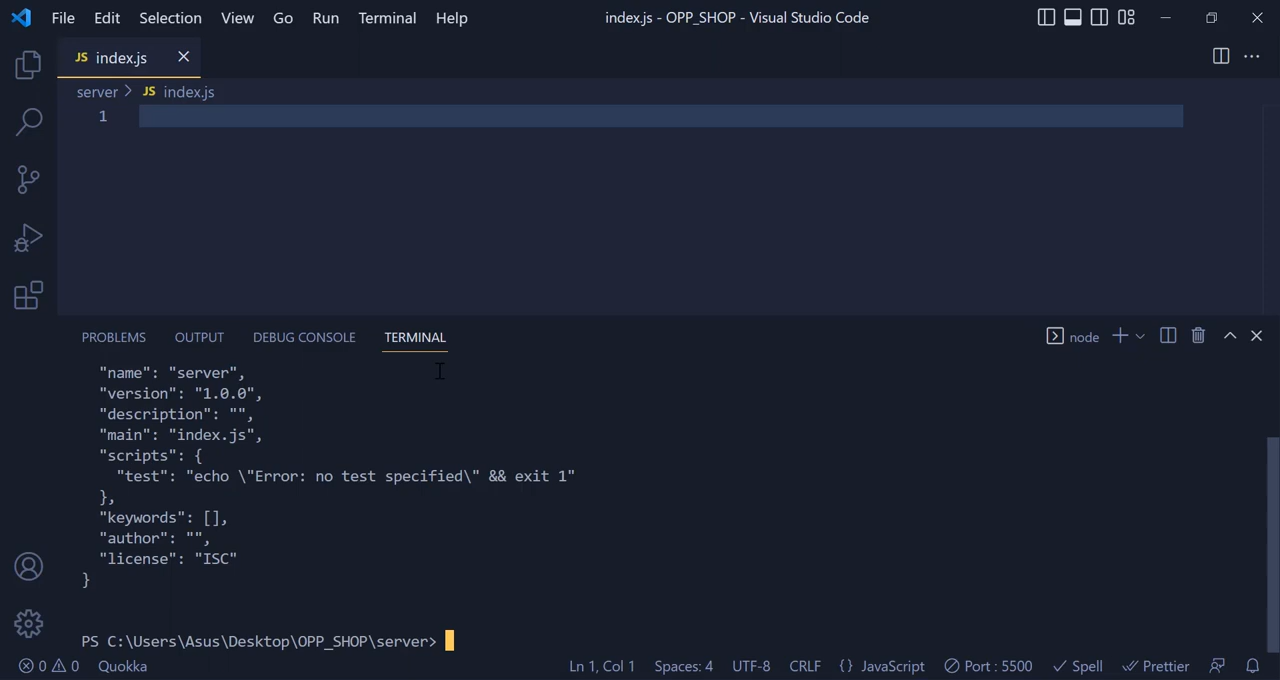 File Edit Selection View Go Run Terminal Help index.js - OPP_SHOP - Visual Studio Code
JS index.js
server > JS index.js
1
PROBLEMS OUTPUT DEBUG CONSOLE TERMINAL node
"name": "server",
"version": "1.0.0",
"description": "",
"main": "index.js",
"scripts": {
"test": "echo \"Error: no test specified\" && exit 1"
},
"keywords": [],
"author": "",
"license": "ISC"
}
PS C:\Users\Asus\Desktop\OPP_SHOP\server>
0 0 Quokka Ln 1, Col 1 Spaces: 4 UTF-8 CRLF {} JavaScript Port : 5500 Spell Prettier